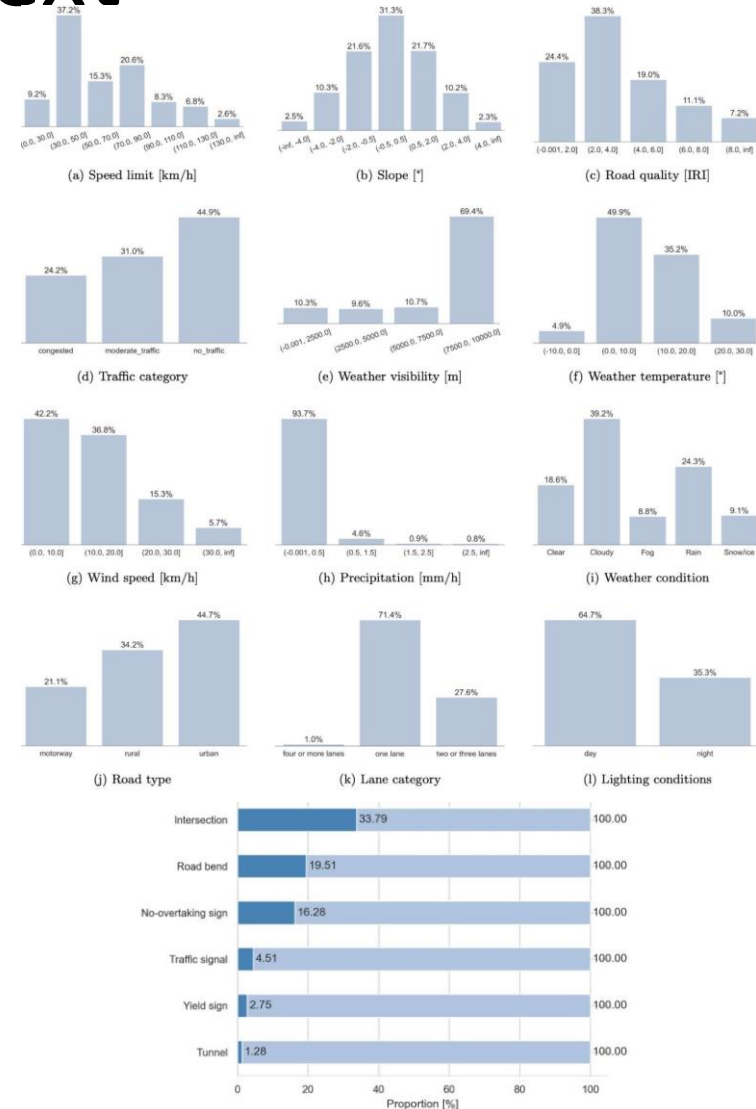 37.2%
9.2%
15.3%
20.6%
8.3%
6.8%
2.6%
(0.0, 30.0]
(30.0, 50.0]
(50.0, 70.0]
(70.0, 90.0]
(90.0, 110.0]
(110.0, 130.0]
(130.0, inf]
(a) Speed limit [km/h]
2.5%
10.3%
21.6%
31.3%
21.7%
10.2%
2.3%
(-inf, -4.0]
(-4.0, -2.0]
(-2.0, -0.5]
(-0.5, 0.5]
(0.5, 2.0]
(2.0, 4.0]
(4.0, inf]
(b) Slope [°]
24.4%
38.3%
19.0%
11.1%
7.2%
(-0.001, 2.0]
(2.0, 4.0]
(4.0, 6.0]
(6.0, 8.0]
(8.0, inf]
(c) Road quality [IRI]
24.2%
31.0%
44.9%
congested
moderate_traffic
no_traffic
(d) Traffic category
10.3%
9.6%
10.7%
69.4%
(-0.001, 2500.0]
(2500.0, 5000.0]
(5000.0, 7500.0]
(7500.0, 10000.0]
(e) Weather visibility [m]
4.9%
49.9%
35.2%
10.0%
(-10.0, 0.0]
(0.0, 10.0]
(10.0, 20.0]
(20.0, 30.0]
(f) Weather temperature [°]
42.2%
36.8%
15.3%
5.7%
(0.0, 10.0]
(10.0, 20.0]
(20.0, 30.0]
(30.0, inf]
(g) Wind speed [km/h]
93.7%
4.6%
0.9%
0.8%
(-0.001, 0.5]
(0.5, 1.5]
(1.5, 2.5]
(2.5, inf]
(h) Precipitation [mm/h]
18.6%
39.2%
8.8%
24.3%
9.1%
Clear
Cloudy
Fog
Rain
Snow/ice
(i) Weather condition
21.1%
34.2%
44.7%
motorway
rural
urban
(j) Road type
1.0%
71.4%
27.6%
four or more lanes
one lane
two or three lanes
(k) Lane category
64.7%
35.3%
day
night
(l) Lighting conditions
Intersection 33.79 100.00
Road bend 19.51 100.00
No-overtaking sign 16.28 100.00
Traffic signal 4.51 100.00
Yield sign 2.75 100.00
Tunnel 1.28 100.00
0 20 40 60 80 100
Proportion [%]